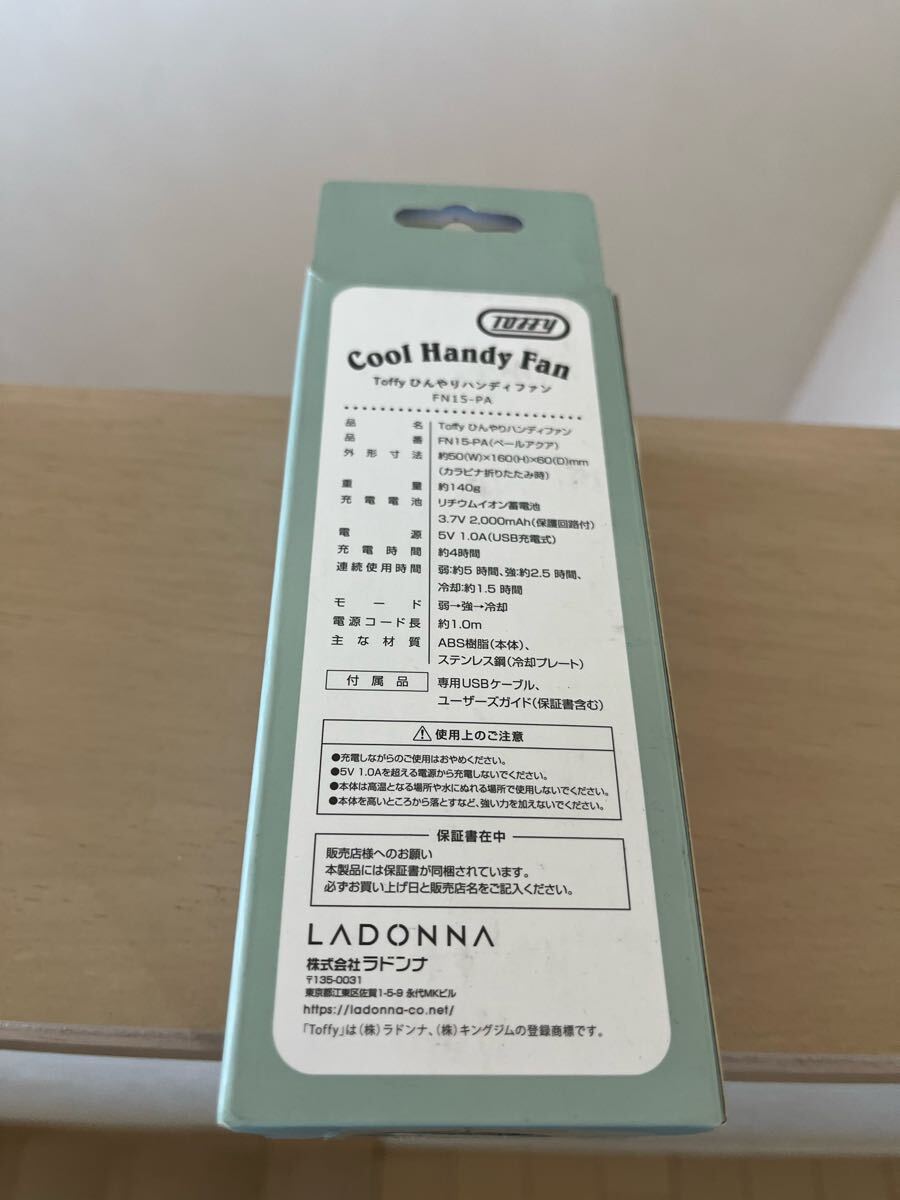 TOFFY
Cool Handy Fan
Toffy ひんやりハンディファン
FN15-PA
品名 Toffy ひんやりハンディファン
品番 FN15-PA(ペールアクア)
外形寸法 約50(W)×160(H)×60(D)mm
(カラビナ折りたたみ時)
重量 約140g
充電電池 リチウムイオン蓄電池
3.7V 2,000mAh(保護回路付)
電源 5V 1.0A(USB充電式)
充電時間 約4時間
連続使用時間 弱:約5 時間、強:約2.5 時間、
冷却:約1.5 時間
モード 弱→強→冷却
電源コード長 約1.0m
主な材質 ABS樹脂(本体)、
ステンレス鋼(冷却プレート)
付属品 専用USBケーブル、
ユーザーズガイド(保証書含む)
⚠使用上のご注意
●充電しながらのご使用はおやめください。
●5V 1.0Aを超える電源から充電しないでください。
●本体は高温となる場所や水にぬれる場所で使用しないでください。
●本体を高いところから落とすなど、強い力を加えないでください。
保証書在中
販売店様へのお願い
本製品には保証書が同梱されています。
必ずお買い上げ日と販売店名をご記入ください。
LADONNA
株式会社ラドンナ
〒135-0031
東京都江東区佐賀1-5-9 永代MKビル
https://ladonna-co.net/
「Toffy」は(株)ラドンナ、(株)キングジムの登録商標です。